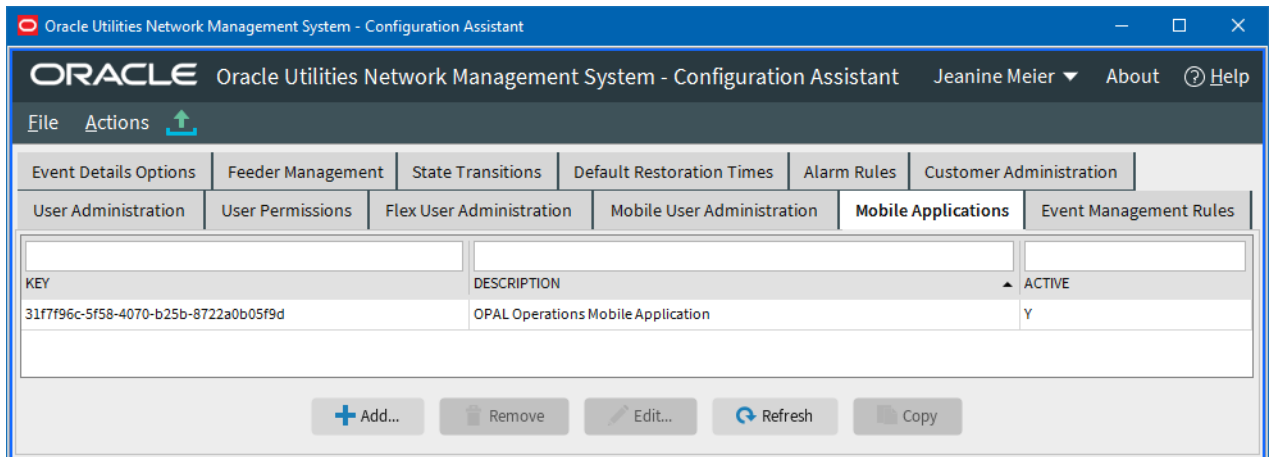 Oracle Utilities Network Management System - Configuration Assistant
ORACLE Oracle Utilities Network Management System - Configuration Assistant Jeanine Meier About Help
File Actions
Event Details Options Feeder Management State Transitions Default Restoration Times Alarm Rules Customer Administration
User Administration User Permissions Flex User Administration Mobile User Administration Mobile Applications Event Management Rules
KEY DESCRIPTION ACTIVE
31f7f96c-5f58-4070-b25b-8722a0b05f9d OPAL Operations Mobile Application Y
Add... Remove Edit... Refresh Copy